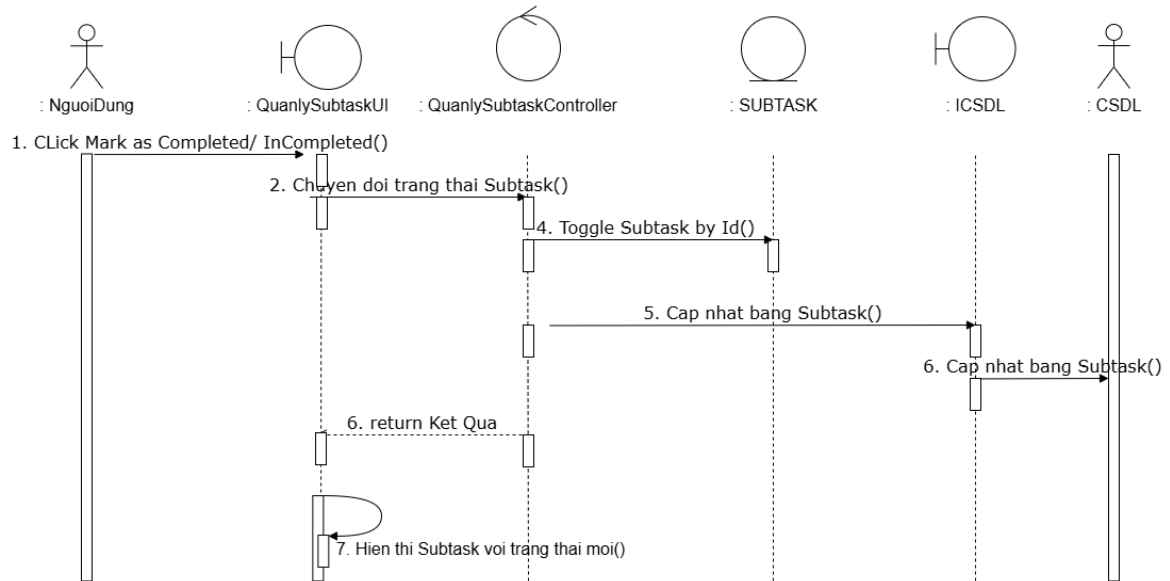 : NguoiDung
: QuanlySubtaskUI
: QuanlySubtaskController
: SUBTASK
: ICSDL
: CSDL
1. CLick Mark as Completed/ InCompleted()
2. Chuyen doi trang thai Subtask()
4. Toggle Subtask by Id()
5. Cap nhat bang Subtask()
6. Cap nhat bang Subtask()
6. return Ket Qua
7. Hien thi Subtask voi trang thai moi()